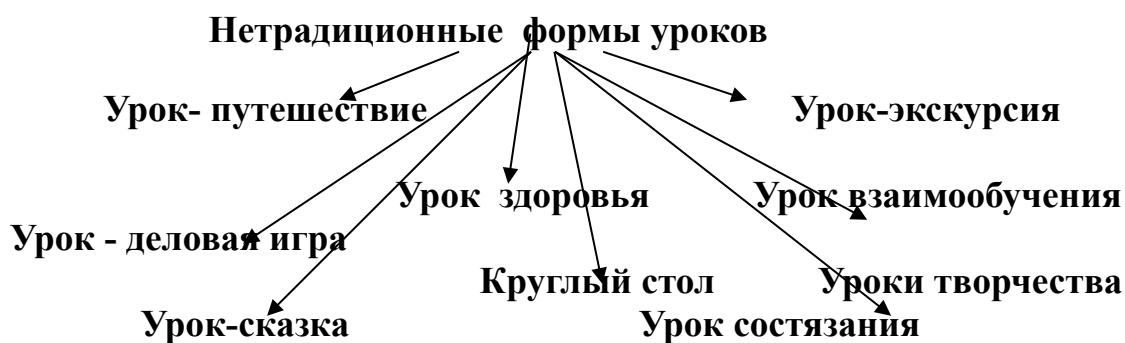 Нетрадиционные формы уроков
Урок- путешествие
Урок-экскурсия
Урок здоровья
Урок взаимообучения
Урок - деловая игра
Круглый стол
Уроки творчества
Урок-сказка
Урок состязания